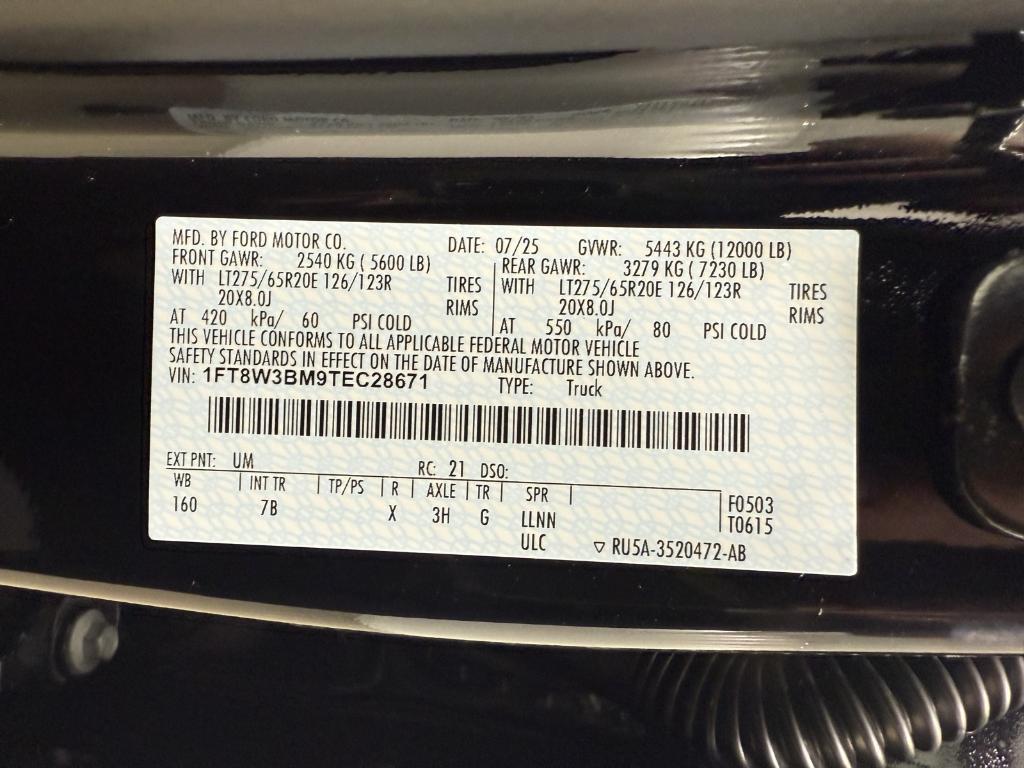 MFD. BY FORD MOTOR CO. DATE: 07/25 GVWR: 5443 KG (12000 LB)
FRONT GAWR: 2540 KG ( 5600 LB) REAR GAWR: 3279 KG ( 7230 LB)
WITH LT275/65R20E 126/123R TIRES WITH LT275/65R20E 126/123R TIRES
20X8.0J RIMS 20X8.0J RIMS
AT 420 kPa/ 60 PSI COLD AT 550 kPa/ 80 PSI COLD
THIS VEHICLE CONFORMS TO ALL APPLICABLE FEDERAL MOTOR VEHICLE
SAFETY STANDARDS IN EFFECT ON THE DATE OF MANUFACTURE SHOWN ABOVE.
VIN: 1FT8W3BM9TEC28671 TYPE: Truck
EXT PNT: UM RC: 21 DSO:
WB INT TR TP/PS R AXLE TR SPR F0503
160 7B X 3H G LLNN T0615
ULC ▽ RU5A-3520472-AB